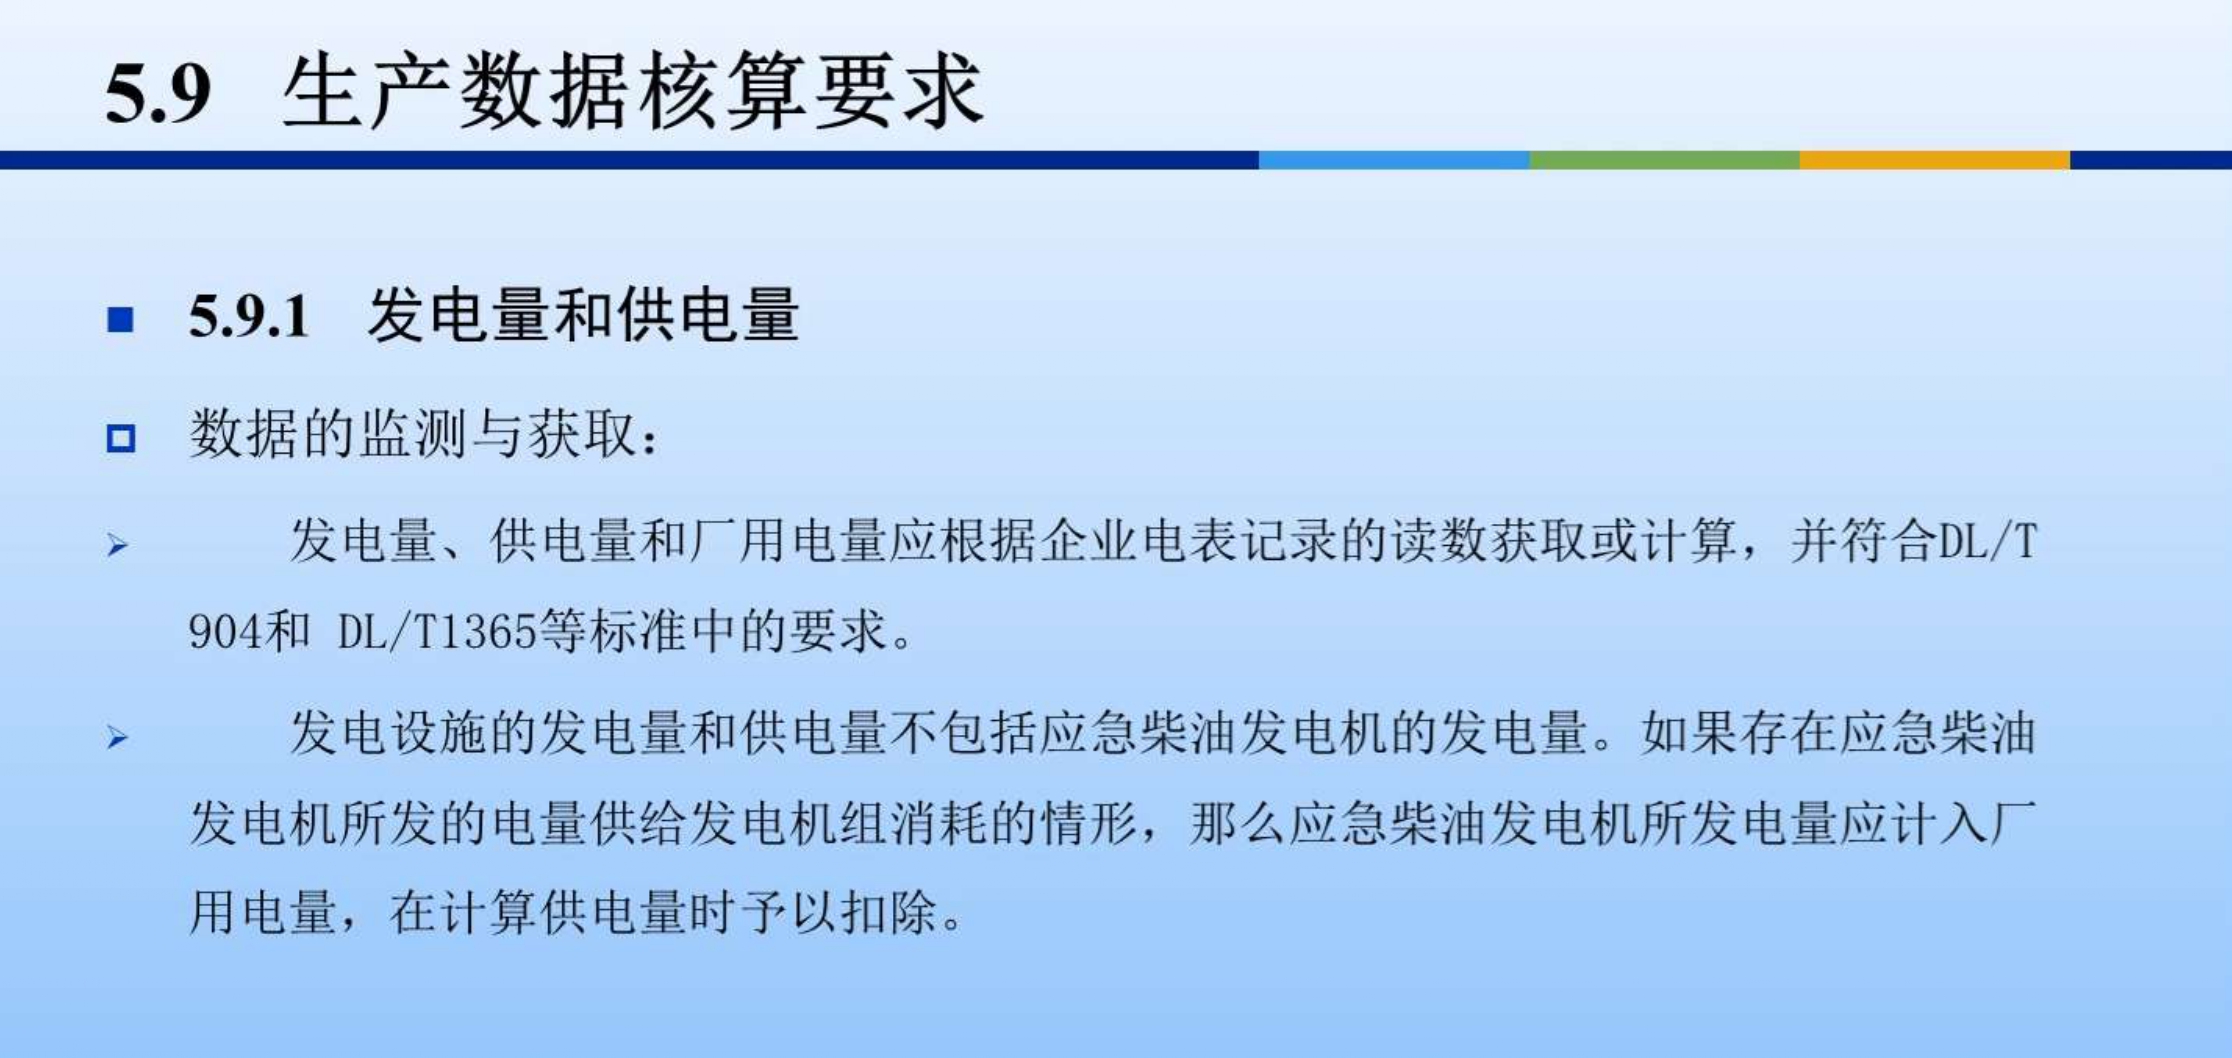 5.9 生产数据核算要求
5.9.1 发电量和供电量
数据的监测与获取：
发电量、供电量和厂用电量应根据企业电表记录的读数获取或计算，并符合DL/T
904和 DL/T1365等标准中的要求。
发电设施的发电量和供电量不包括应急柴油发电机的发电量。如果存在应急柴油
发电机所发的电量供给发电机组消耗的情形，那么应急柴油发电机所发电量应计入厂
用电量，在计算供电量时予以扣除。